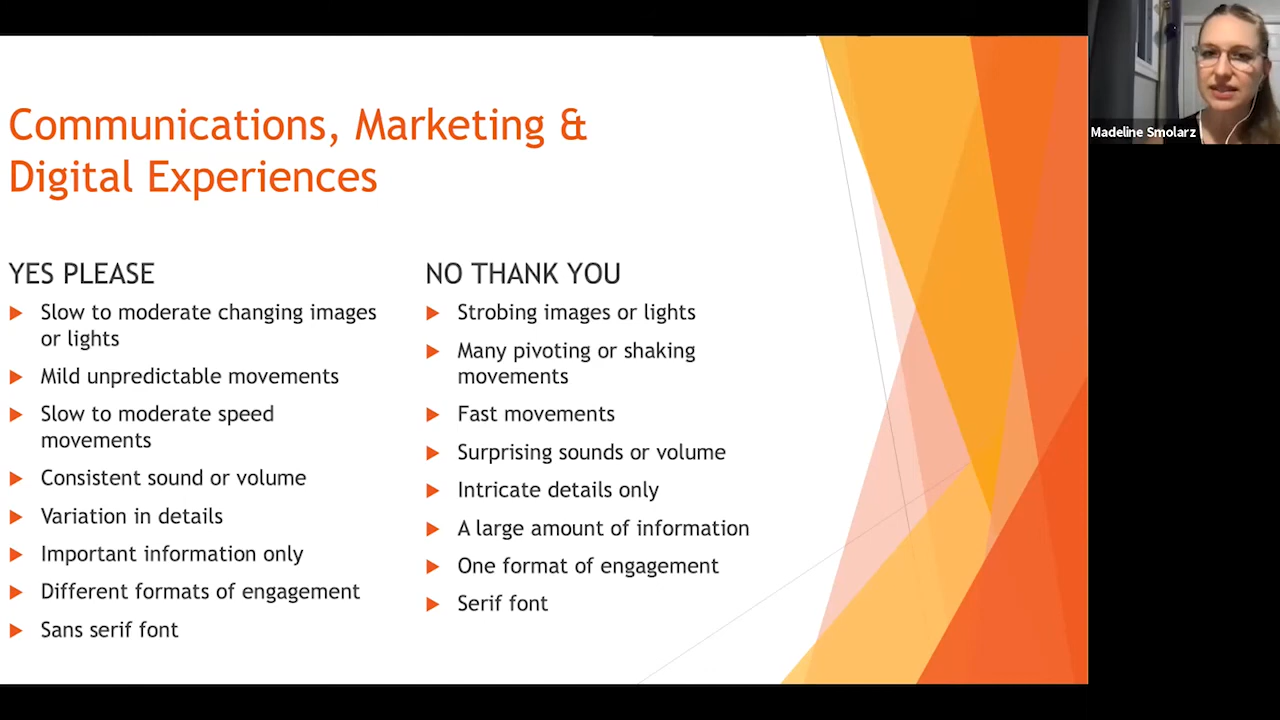 Communications, Marketing &
Digital Experiences
YES PLEASE
Slow to moderate changing images
or lights
Mild unpredictable movements
Slow to moderate speed
movements
Consistent sound or volume
Variation in details
Important information only
Different formats of engagement
Sans serif font
NO THANK YOU
Strobing images or lights
Many pivoting or shaking
movements
Fast movements
Surprising sounds or volume
Intricate details only
A large amount of information
One format of engagement
Serif font
Madeline Smolarz